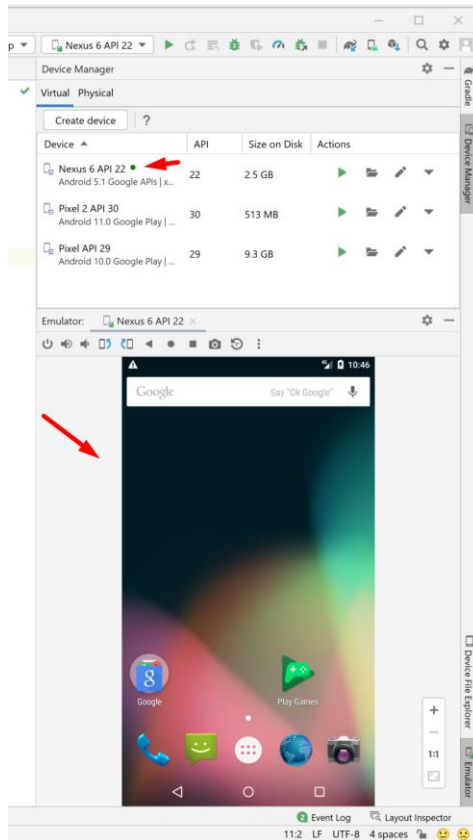 p
Nexus 6 API 22
Device Manager
Virtual Physical
Create device ?
Device API Size on Disk Actions
Nexus 6 API 22 22 2.5 GB
Android 5.1 Google APIs | x...
Pixel 2 API 30 30 513 MB
Android 11.0 Google Play | ...
Pixel API 29 29 9.3 GB
Android 10.0 Google Play | ...
Emulator: Nexus 6 API 22
10:46
Google Say "Ok Google"
8
Google Play Games
1:1
Gradle
Device Manager
Device File Explorer
Emulator
2 Event Log Layout Inspector
11:2 LF UTF-8 4 spaces